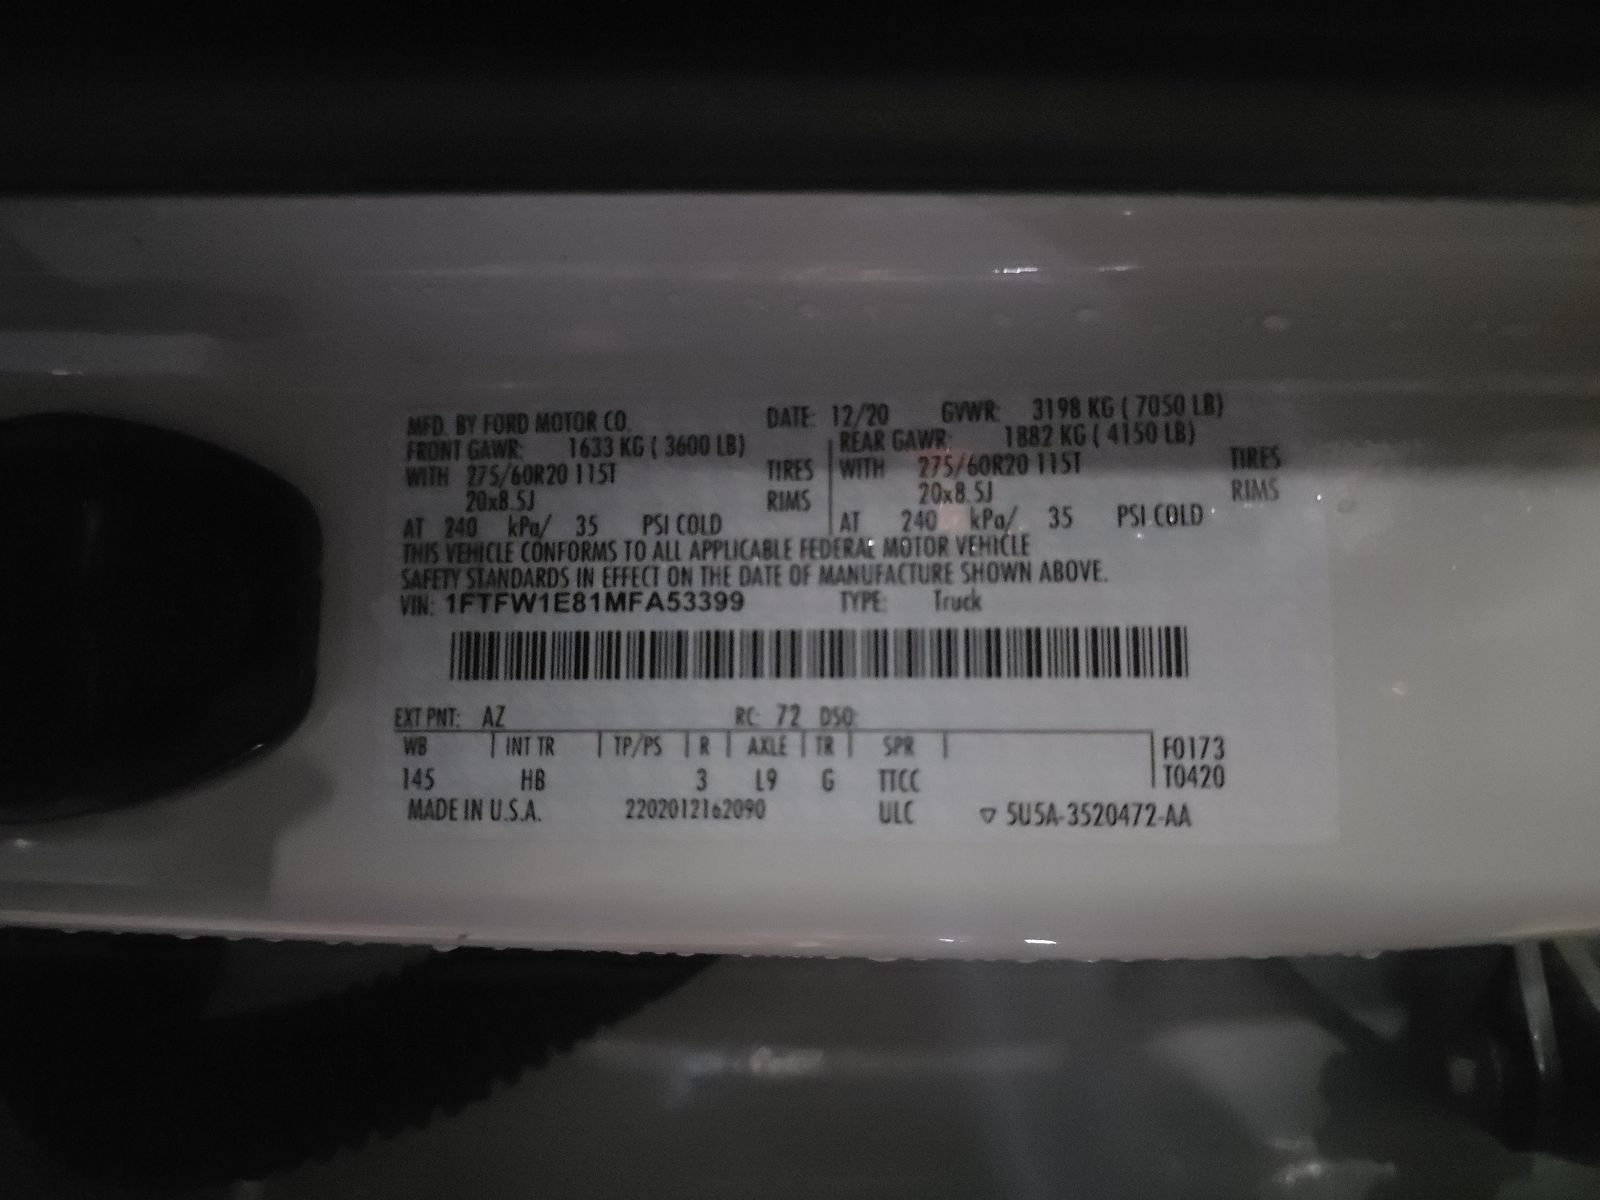 MFD. BY FORD MOTOR CO. DATE: 12/20 GVWR: 3198 KG ( 7050 LB)
FRONT GAWR: 1633 KG ( 3600 LB) REAR GAWR: 1882 KG ( 4150 LB)
WITH 275/60R20 115T TIRES WITH 275/60R20 115T TIRES
20x8.5J RIMS 20x8.5J RIMS
AT 240 kPa/ 35 PSI COLD AT 240 kPa/ 35 PSI COLD
THIS VEHICLE CONFORMS TO ALL APPLICABLE FEDERAL MOTOR VEHICLE
SAFETY STANDARDS IN EFFECT ON THE DATE OF MANUFACTURE SHOWN ABOVE.
VIN: 1FTFW1E81MFA53399 TYPE: Truck
EXT PNT: AZ RC: 72 DSO:
WB INT TR TP/PS R AXLE TR SPR F0173
145 HB 3 L9 G TTCC T0420
MADE IN U.S.A. 2202012162090 ULC ▽ 5U5A-3520472-AA